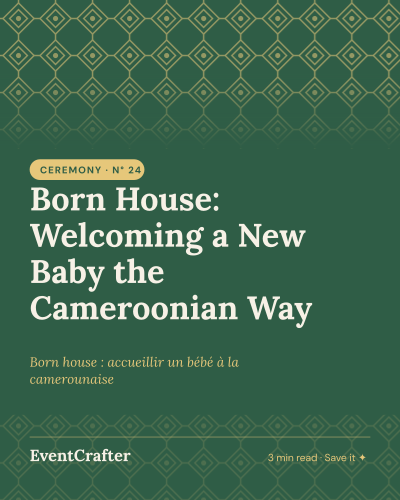 CEREMONY · N° 24
Born House:
Welcoming a New
Baby the
Cameroonian Way
Born house : accueillir un bébé à la
camerounaise
EventCrafter
3 min read · Save it ✦